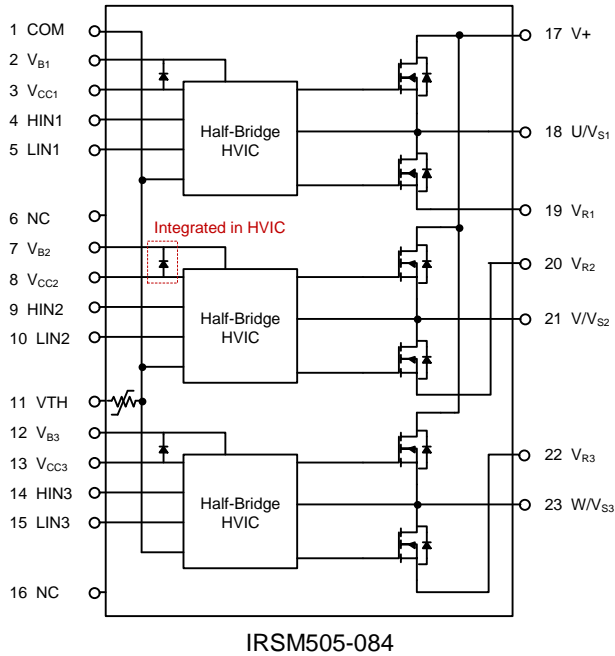 1 COM
2 VB1
3 VCC1
4 HIN1
5 LIN1
6 NC
7 VB2
8 VCC2
9 HIN2
10 LIN2
11 VTH
12 VB3
13 VCC3
14 HIN3
15 LIN3
16 NC
Half-Bridge
HVIC
Integrated in HVIC
Half-Bridge
HVIC
Half-Bridge
HVIC
17 V+
18 U/VS1
19 VR1
20 VR2
21 V/VS2
22 VR3
23 W/VS3
IRSM505-084